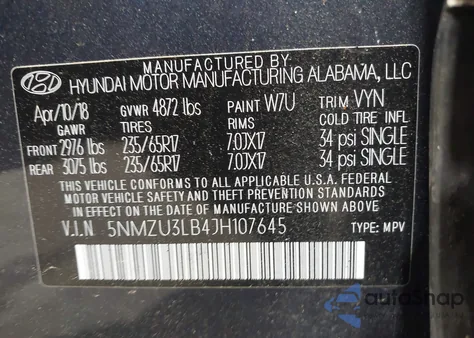 MANUFACTURED BY
HYUNDAI MOTOR MANUFACTURING ALABAMA, LLC
Apr/10/18 GVWR 4872 lbs PAINT W7U TRIM VYN
GAWR TIRES RIMS COLD TIRE INFL
FRONT 2976 lbs 235/65R17 7.0JX17 34 psi SINGLE
REAR 3075 lbs 235/65R17 7.0JX17 34 psi SINGLE
THIS VEHICLE CONFORMS TO ALL APPLICABLE U.S.A. FEDERAL
MOTOR VEHICLE SAFETY, BUMPER, AND THEFT PREVENTION STANDARDS
IN EFFECT ON THE DATE OF MANUFACTURE SHOWN ABOVE.
V.I.N 5NMZU3LB4JH107645 TYPE: MPV
autoSnap